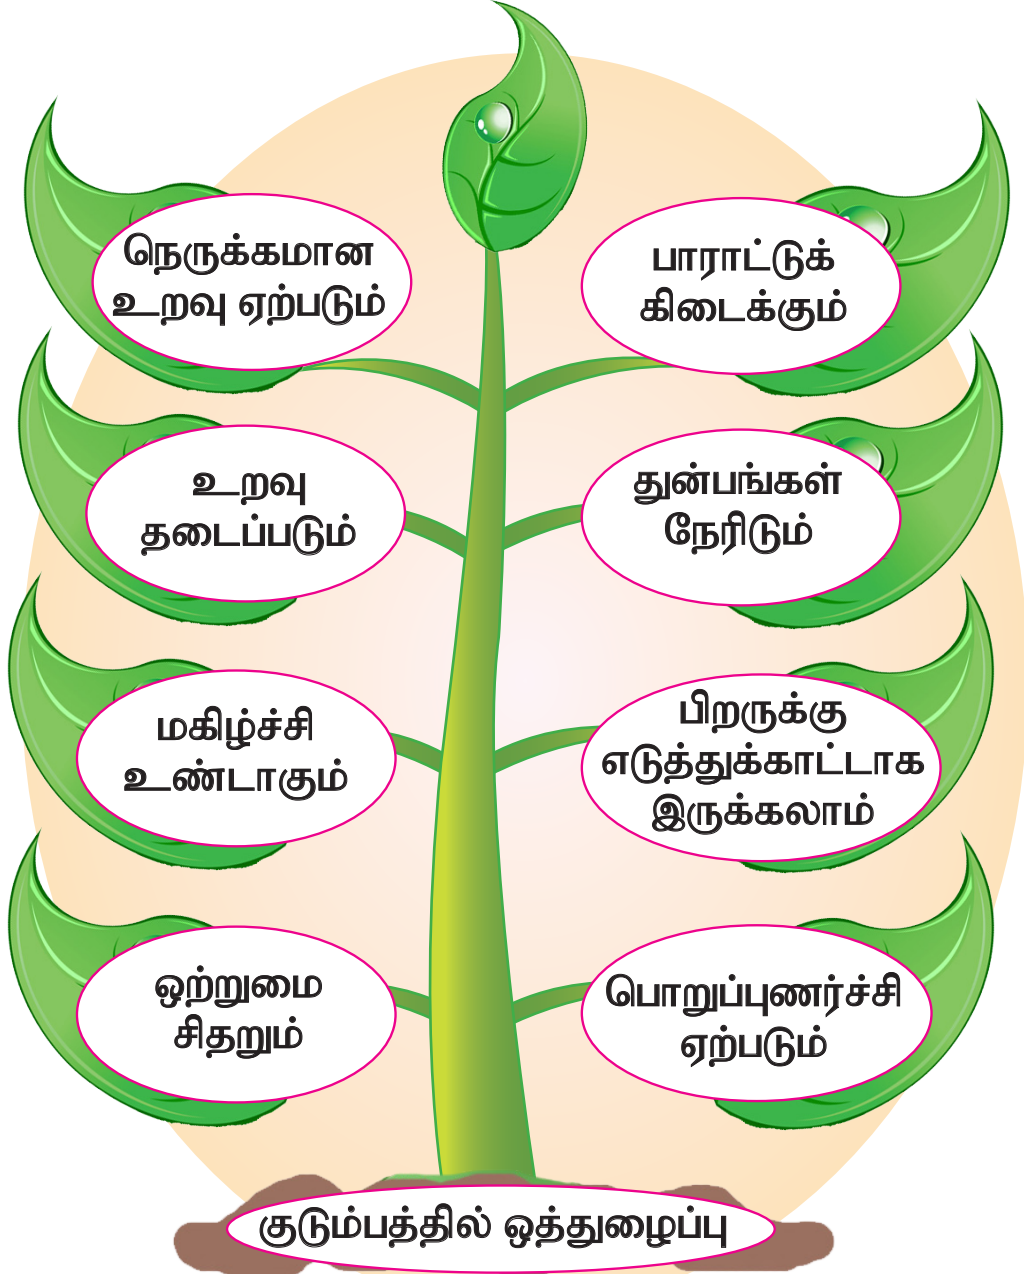 நெருக்கமான
உறவு ஏற்படும்
பாராட்டுக்
கிடைக்கும்
உறவு
தடைப்படும்
துன்பங்கள்
நேரிடும்
மகிழ்ச்சி
உண்டாகும்
பிறருக்கு
எடுத்துக்காட்டாக
இருக்கலாம்
ஒற்றுமை
சிதறும்
பொறுப்புணர்ச்சி
ஏற்படும்
குடும்பத்தில் ஒத்துழைப்பு